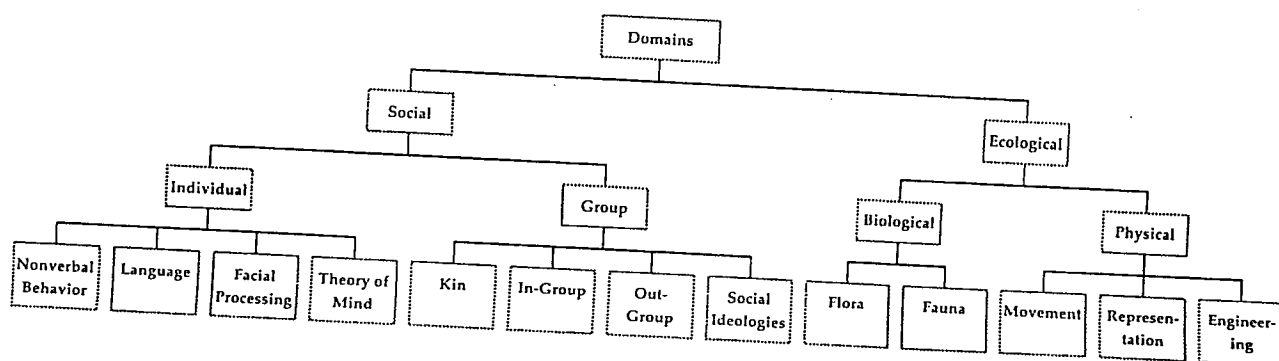 Domains
Social
Ecological
Individual
Group
Biological
Physical
Nonverbal
Behavior
Language
Facial
Processing
Theory of
Mind
Kin
In-Group
Out-
Group
Social
Ideologies
Flora
Fauna
Movement
Represen-
tation
Engineer-
ing